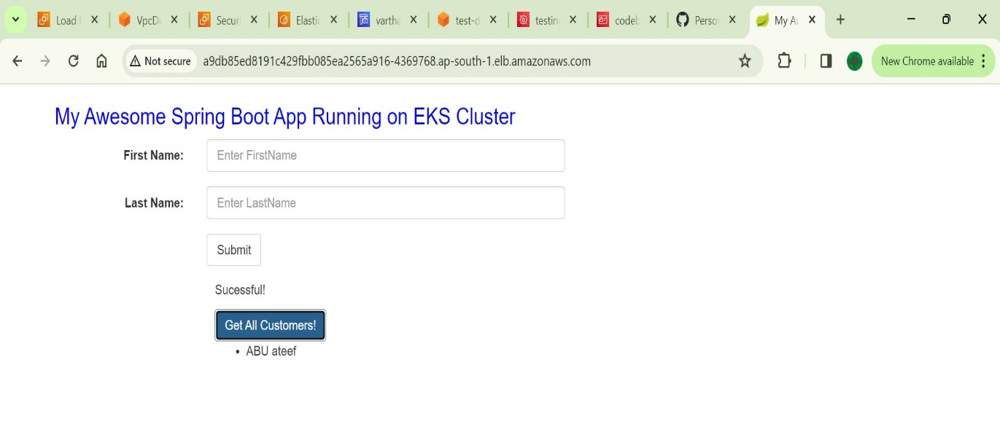 Load VpcD Securi Elastic varth test-c testin codel Perso My A
Not secure a9db85ed8191c429fbb085ea2565a916-4369768.ap-south-1.elb.amazonaws.com New Chrome available
My Awesome Spring Boot App Running on EKS Cluster
First Name: Enter FirstName
Last Name: Enter LastName
Submit
Sucessful!
Get All Customers!
• ABU ateef